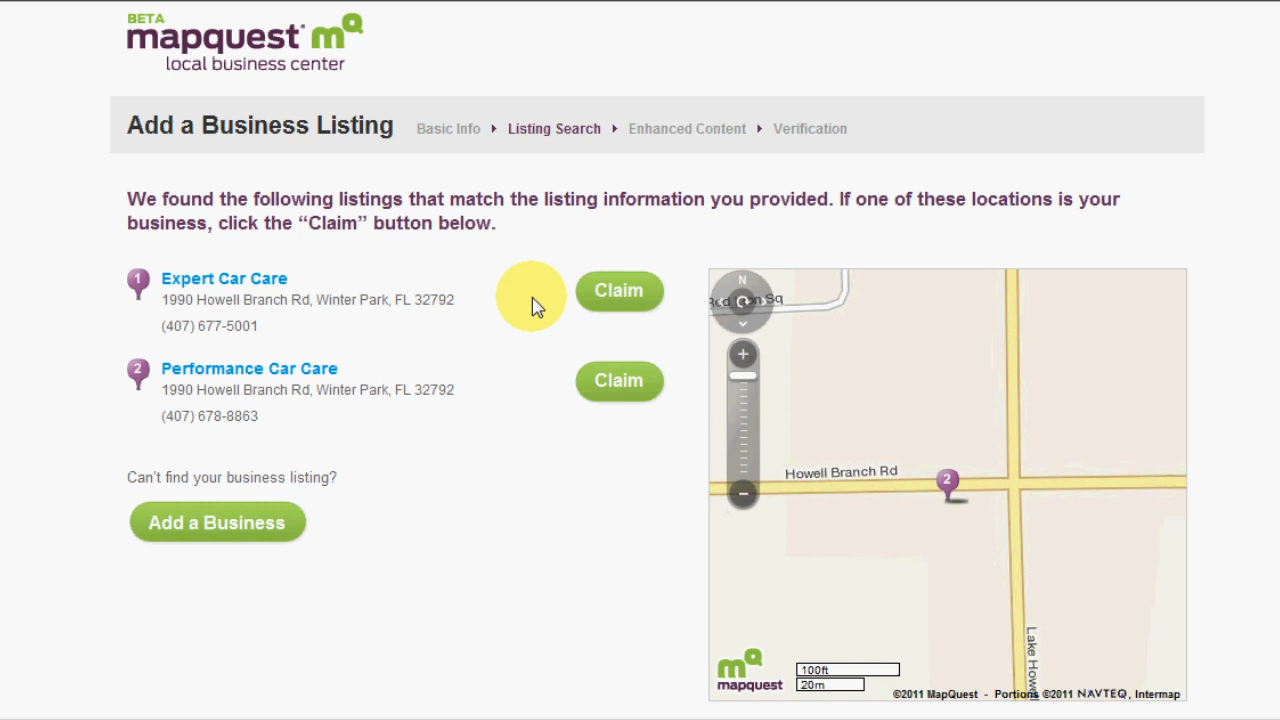 BETA
mapquest mQ
local business center
Add a Business Listing
Basic Info
Listing Search
Enhanced Content
Verification
We found the following listings that match the listing information you provided. If one of these locations is your
business, click the “Claim” button below.
1
Expert Car Care
1990 Howell Branch Rd, Winter Park, FL 32792
(407) 677-5001
Claim
2
Performance Car Care
1990 Howell Branch Rd, Winter Park, FL 32792
(407) 678-8863
Claim
Can't find your business listing?
Add a Business
N
Howell Branch Rd
2
Lake Howe
mQ
mapquest
100ft
20m
©2011 MapQuest - Portions ©2011 NAVTEQ, Intermap